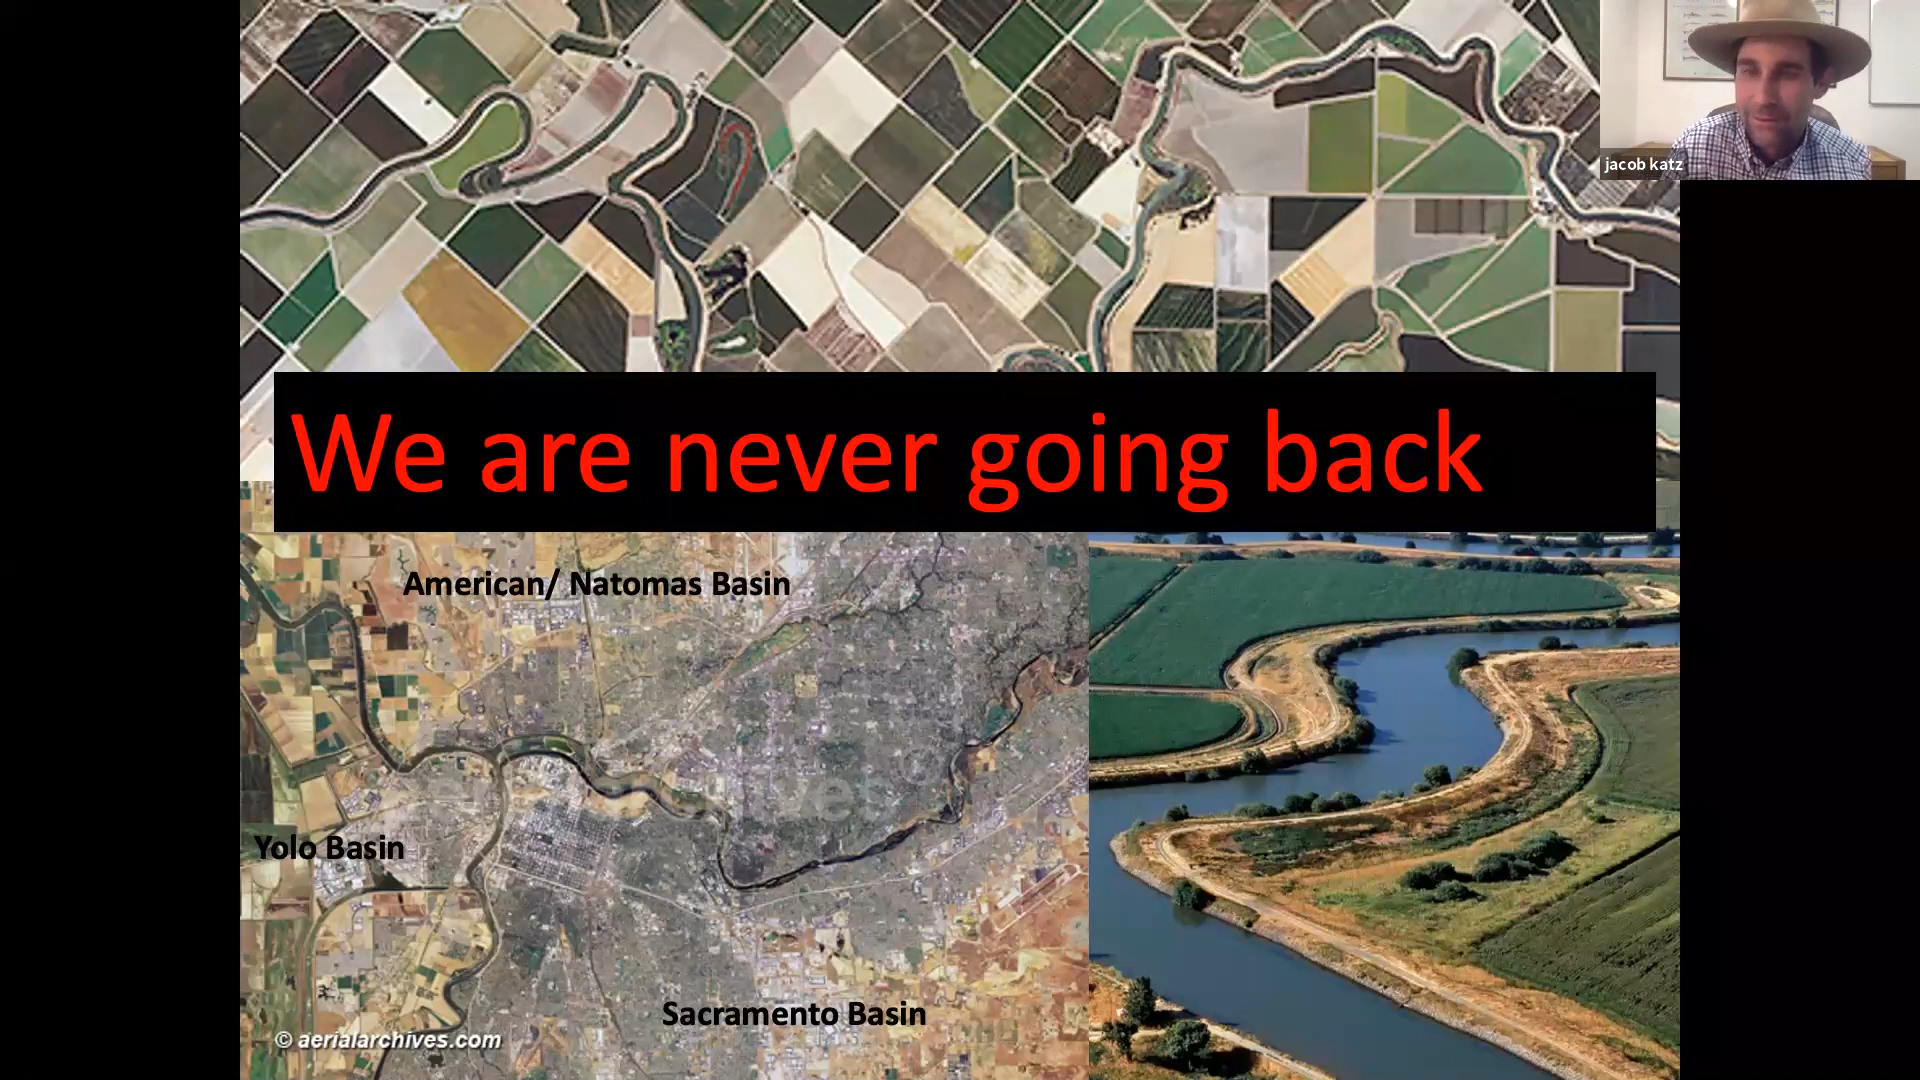 jacob katz
We are never going back
American/ Natomas Basin
Yolo Basin
Sacramento Basin
© aerialarchives.com